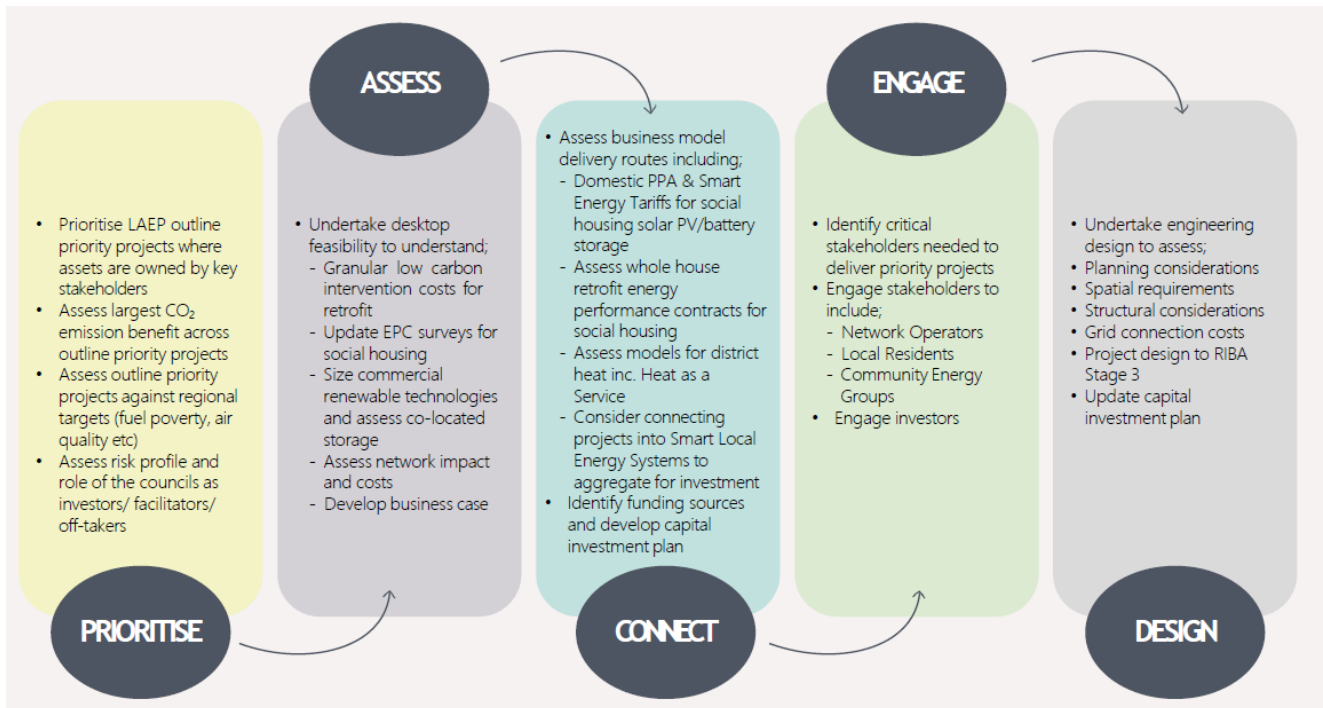 PRIORITISE
• Prioritise LAEP outline
priority projects where
assets are owned by key
stakeholders
• Assess largest CO₂
emission benefit across
outline priority projects
• Assess outline priority
projects against regional
targets (fuel poverty, air
quality etc)
• Assess risk profile and
role of the councils as
investors/ facilitators/
off-takers
ASSESS
• Undertake desktop
feasibility to understand;
- Granular low carbon
intervention costs for
retrofit
- Update EPC surveys for
social housing
- Size commercial
renewable technologies
and assess co-located
storage
- Assess network impact
and costs
- Develop business case
CONNECT
• Assess business model
delivery routes including;
- Domestic PPA & Smart
Energy Tariffs for social
housing solar PV/battery
storage
- Assess whole house
retrofit energy
performance contracts for
social housing
- Assess models for district
heat inc. Heat as a
Service
- Consider connecting
projects into Smart Local
Energy Systems to
aggregate for investment
• Identify funding sources
and develop capital
investment plan
ENGAGE
• Identify critical
stakeholders needed to
deliver priority projects
• Engage stakeholders to
include;
- Network Operators
- Local Residents
- Community Energy
Groups
• Engage investors
DESIGN
• Undertake engineering
design to assess;
• Planning considerations
• Spatial requirements
• Structural considerations
• Grid connection costs
• Project design to RIBA
Stage 3
• Update capital
investment plan